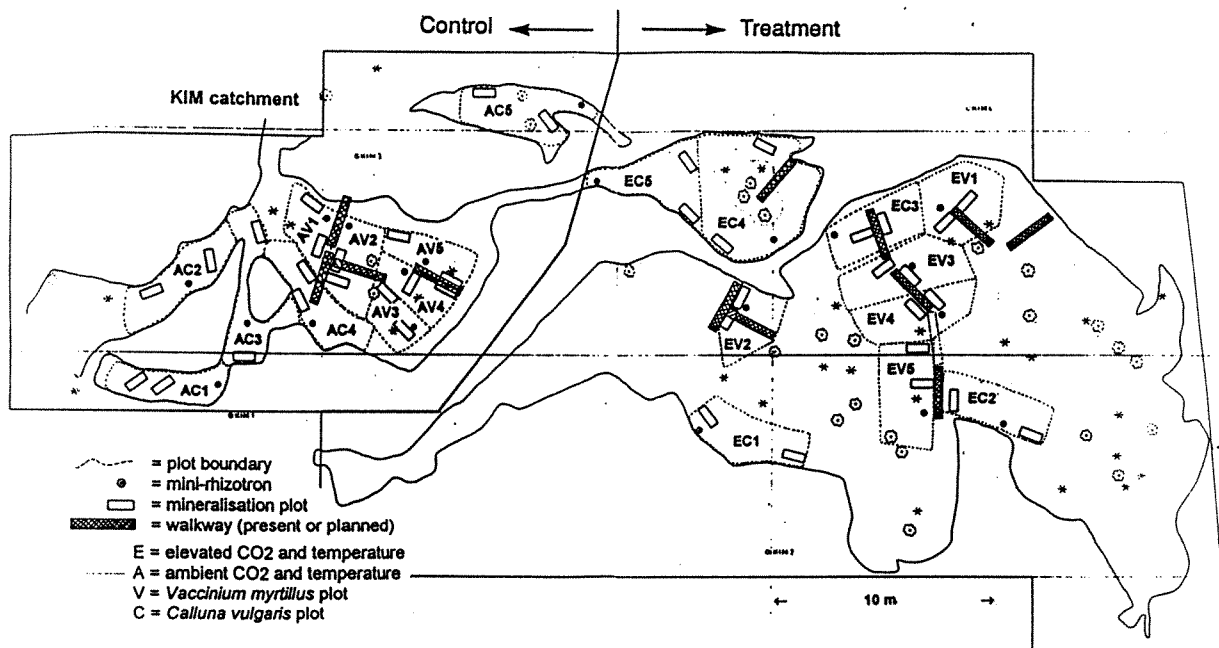 Control Treatment
KIM catchment
AC5
EC5
EC4
EC3
EV1
AV1
AV2
AV5
EV3
AC2
AV3
AV4
EV4
AC3
AC4
EV2
EV5
AC1
EC2
EC1
= plot boundary
= mini-rhizotron
= mineralisation plot
= walkway (present or planned)
E = elevated CO2 and temperature
A = ambient CO2 and temperature
V = Vaccinium myrtillus plot
C = Calluna vulgaris plot
← 10 m →